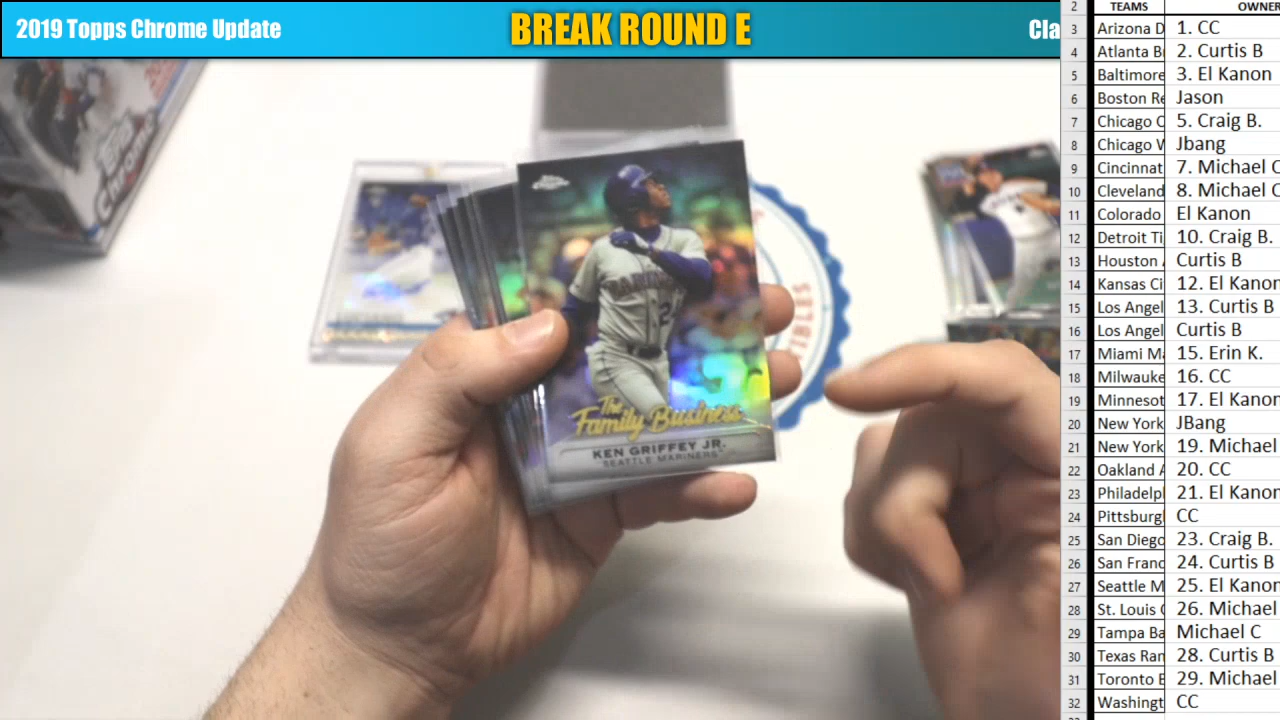 2019 Topps Chrome Update
BREAK ROUND E
Cla
The
Family Business
KEN GRIFFEY JR.
SEATTLE MARINERS
2 TEAMS OWNER
3 Arizona D 1. CC
4 Atlanta B 2. Curtis B
5 Baltimore 3. El Kanon
6 Boston Re Jason
7 Chicago C 5. Craig B.
8 Chicago W Jbang
9 Cincinnat 7. Michael C
10 Cleveland 8. Michael C
11 Colorado El Kanon
12 Detroit Ti 10. Craig B.
13 Houston A Curtis B
14 Kansas Ci 12. El Kanon
15 Los Angel 13. Curtis B
16 Los Angel Curtis B
17 Miami Ma 15. Erin K.
18 Milwauke 16. CC
19 Minnesot 17. El Kanon
20 New York JBang
21 New York 19. Michael
22 Oakland A 20. CC
23 Philadelp 21. El Kanon
24 Pittsburg CC
25 San Diego 23. Craig B.
26 San Franc 24. Curtis B
27 Seattle M 25. El Kanon
28 St. Louis C 26. Michael
29 Tampa Ba Michael C
30 Texas Ran 28. Curtis B
31 Toronto B 29. Michael
32 Washingt CC